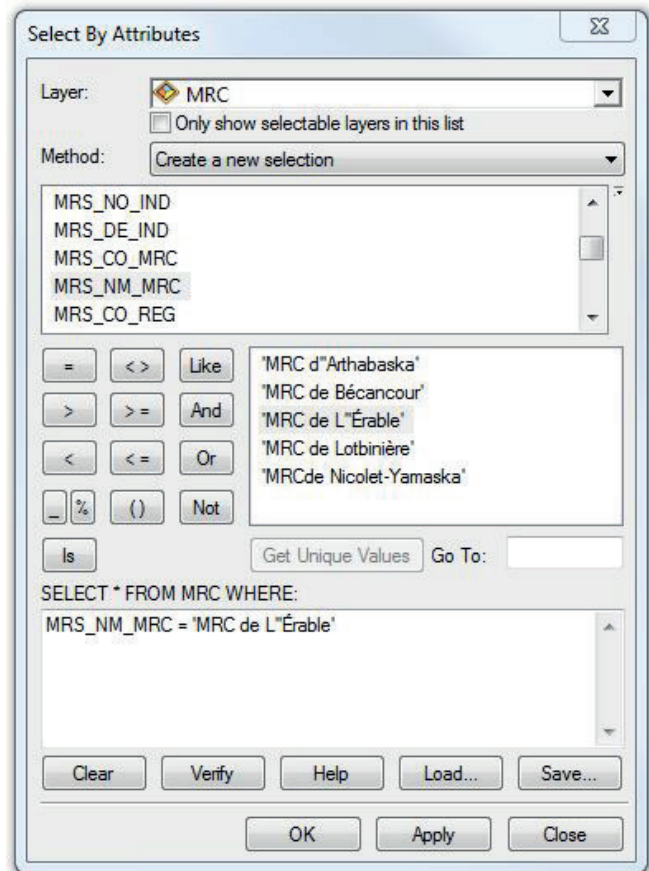 Select By Attributes
Layer: MRC
Only show selectable layers in this list
Method: Create a new selection
MRS_NO_IND
MRS_DE_IND
MRS_CO_MRC
MRS_NM_MRC
MRS_CO_REG
= <> Like
> >= And
< <= Or
_ % () Not
Is
'MRC d''Arthabaska'
'MRC de Bécancour'
'MRC de L''Érable'
'MRC de Lotbinière'
'MRCde Nicolet-Yamaska'
Get Unique Values Go To:
SELECT * FROM MRC WHERE:
MRS_NM_MRC = 'MRC de L''Érable'
Clear Verify Help Load... Save...
OK Apply Close